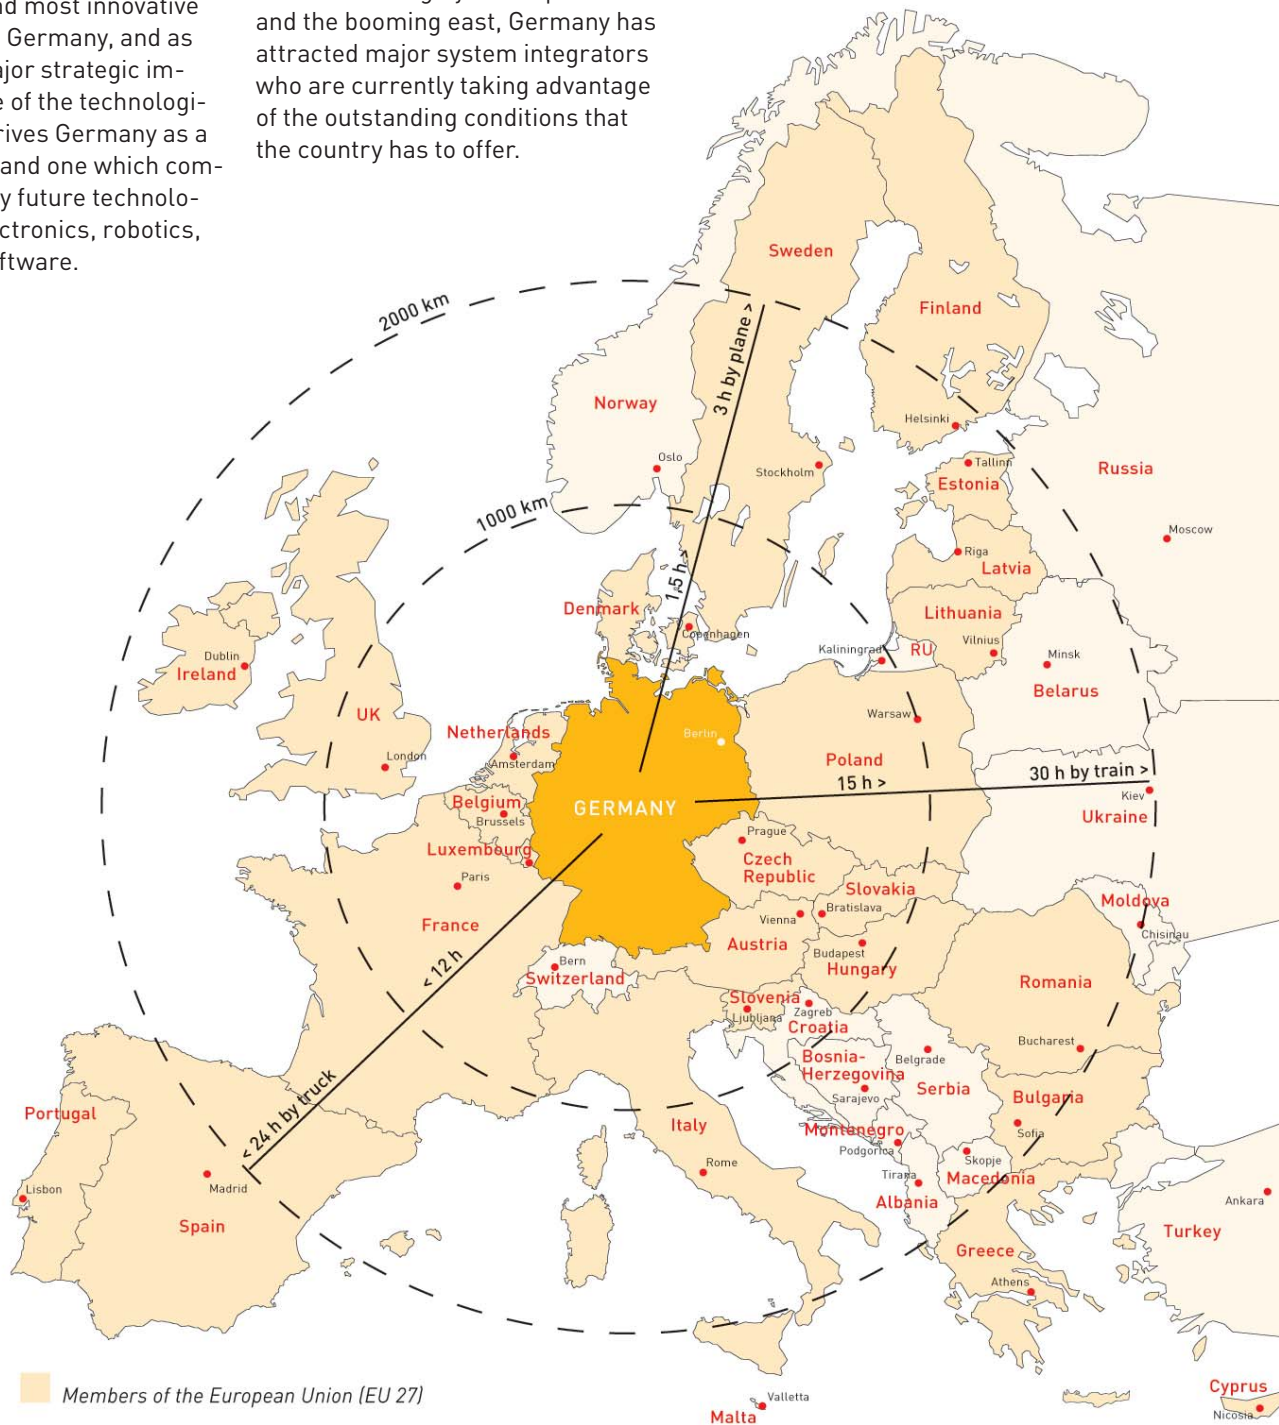 nd most innovative
Germany, and as
ajor strategic im-
e of the technologi-
rives Germany as a
and one which com-
y future technolo-
ctronics, robotics,
ftware.
and the booming east, Germany has
attracted major system integrators
who are currently taking advantage
of the outstanding conditions that
the country has to offer.
2000 km
1000 km
3 h by plane >
1,5 h >
15 h >
30 h by train >
< 12 h
< 24 h by truck
Sweden
Finland
Norway
Helsinki
Oslo
Stockholm
Tallinn
Estonia
Russia
Moscow
Riga
Latvia
Denmark
Copenhagen
Lithuania
Vilnius
Kaliningrad
RU
Minsk
Belarus
Dublin
Ireland
UK
London
Netherlands
Amsterdam
Berlin
Warsaw
Poland
Belgium
Brussels
GERMANY
Kiev
Ukraine
Luxembourg
Paris
France
Prague
Czech
Republic
Slovakia
Bratislava
Vienna
Austria
Budapest
Hungary
Moldova
Chisinau
Bern
Switzerland
Slovenia
Ljubljana
Zagreb
Croatia
Romania
Bucharest
Bosnia-
Herzegovina
Sarajevo
Belgrade
Serbia
Bulgaria
Sofia
Portugal
Lisbon
Madrid
Spain
Italy
Rome
Montenegro
Podgorica
Tirana
Albania
Skopje
Macedonia
Greece
Athens
Turkey
Ankara
Members of the European Union (EU 27)
Valletta
Malta
Cyprus
Nicosia